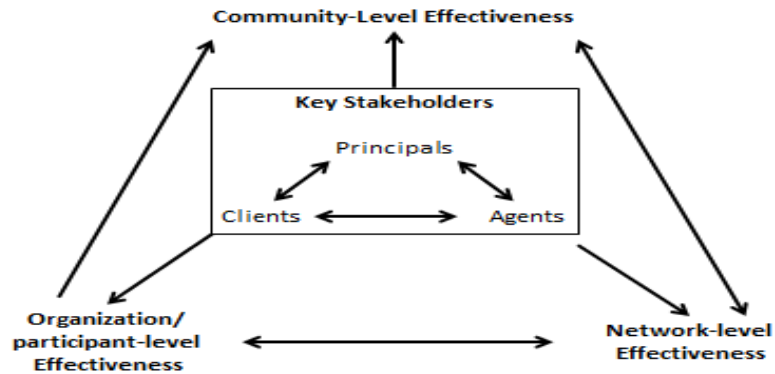 Community-Level Effectiveness
Key Stakeholders
Principals
Clients
Agents
Organization/
participant-level
Effectiveness
Network-level
Effectiveness